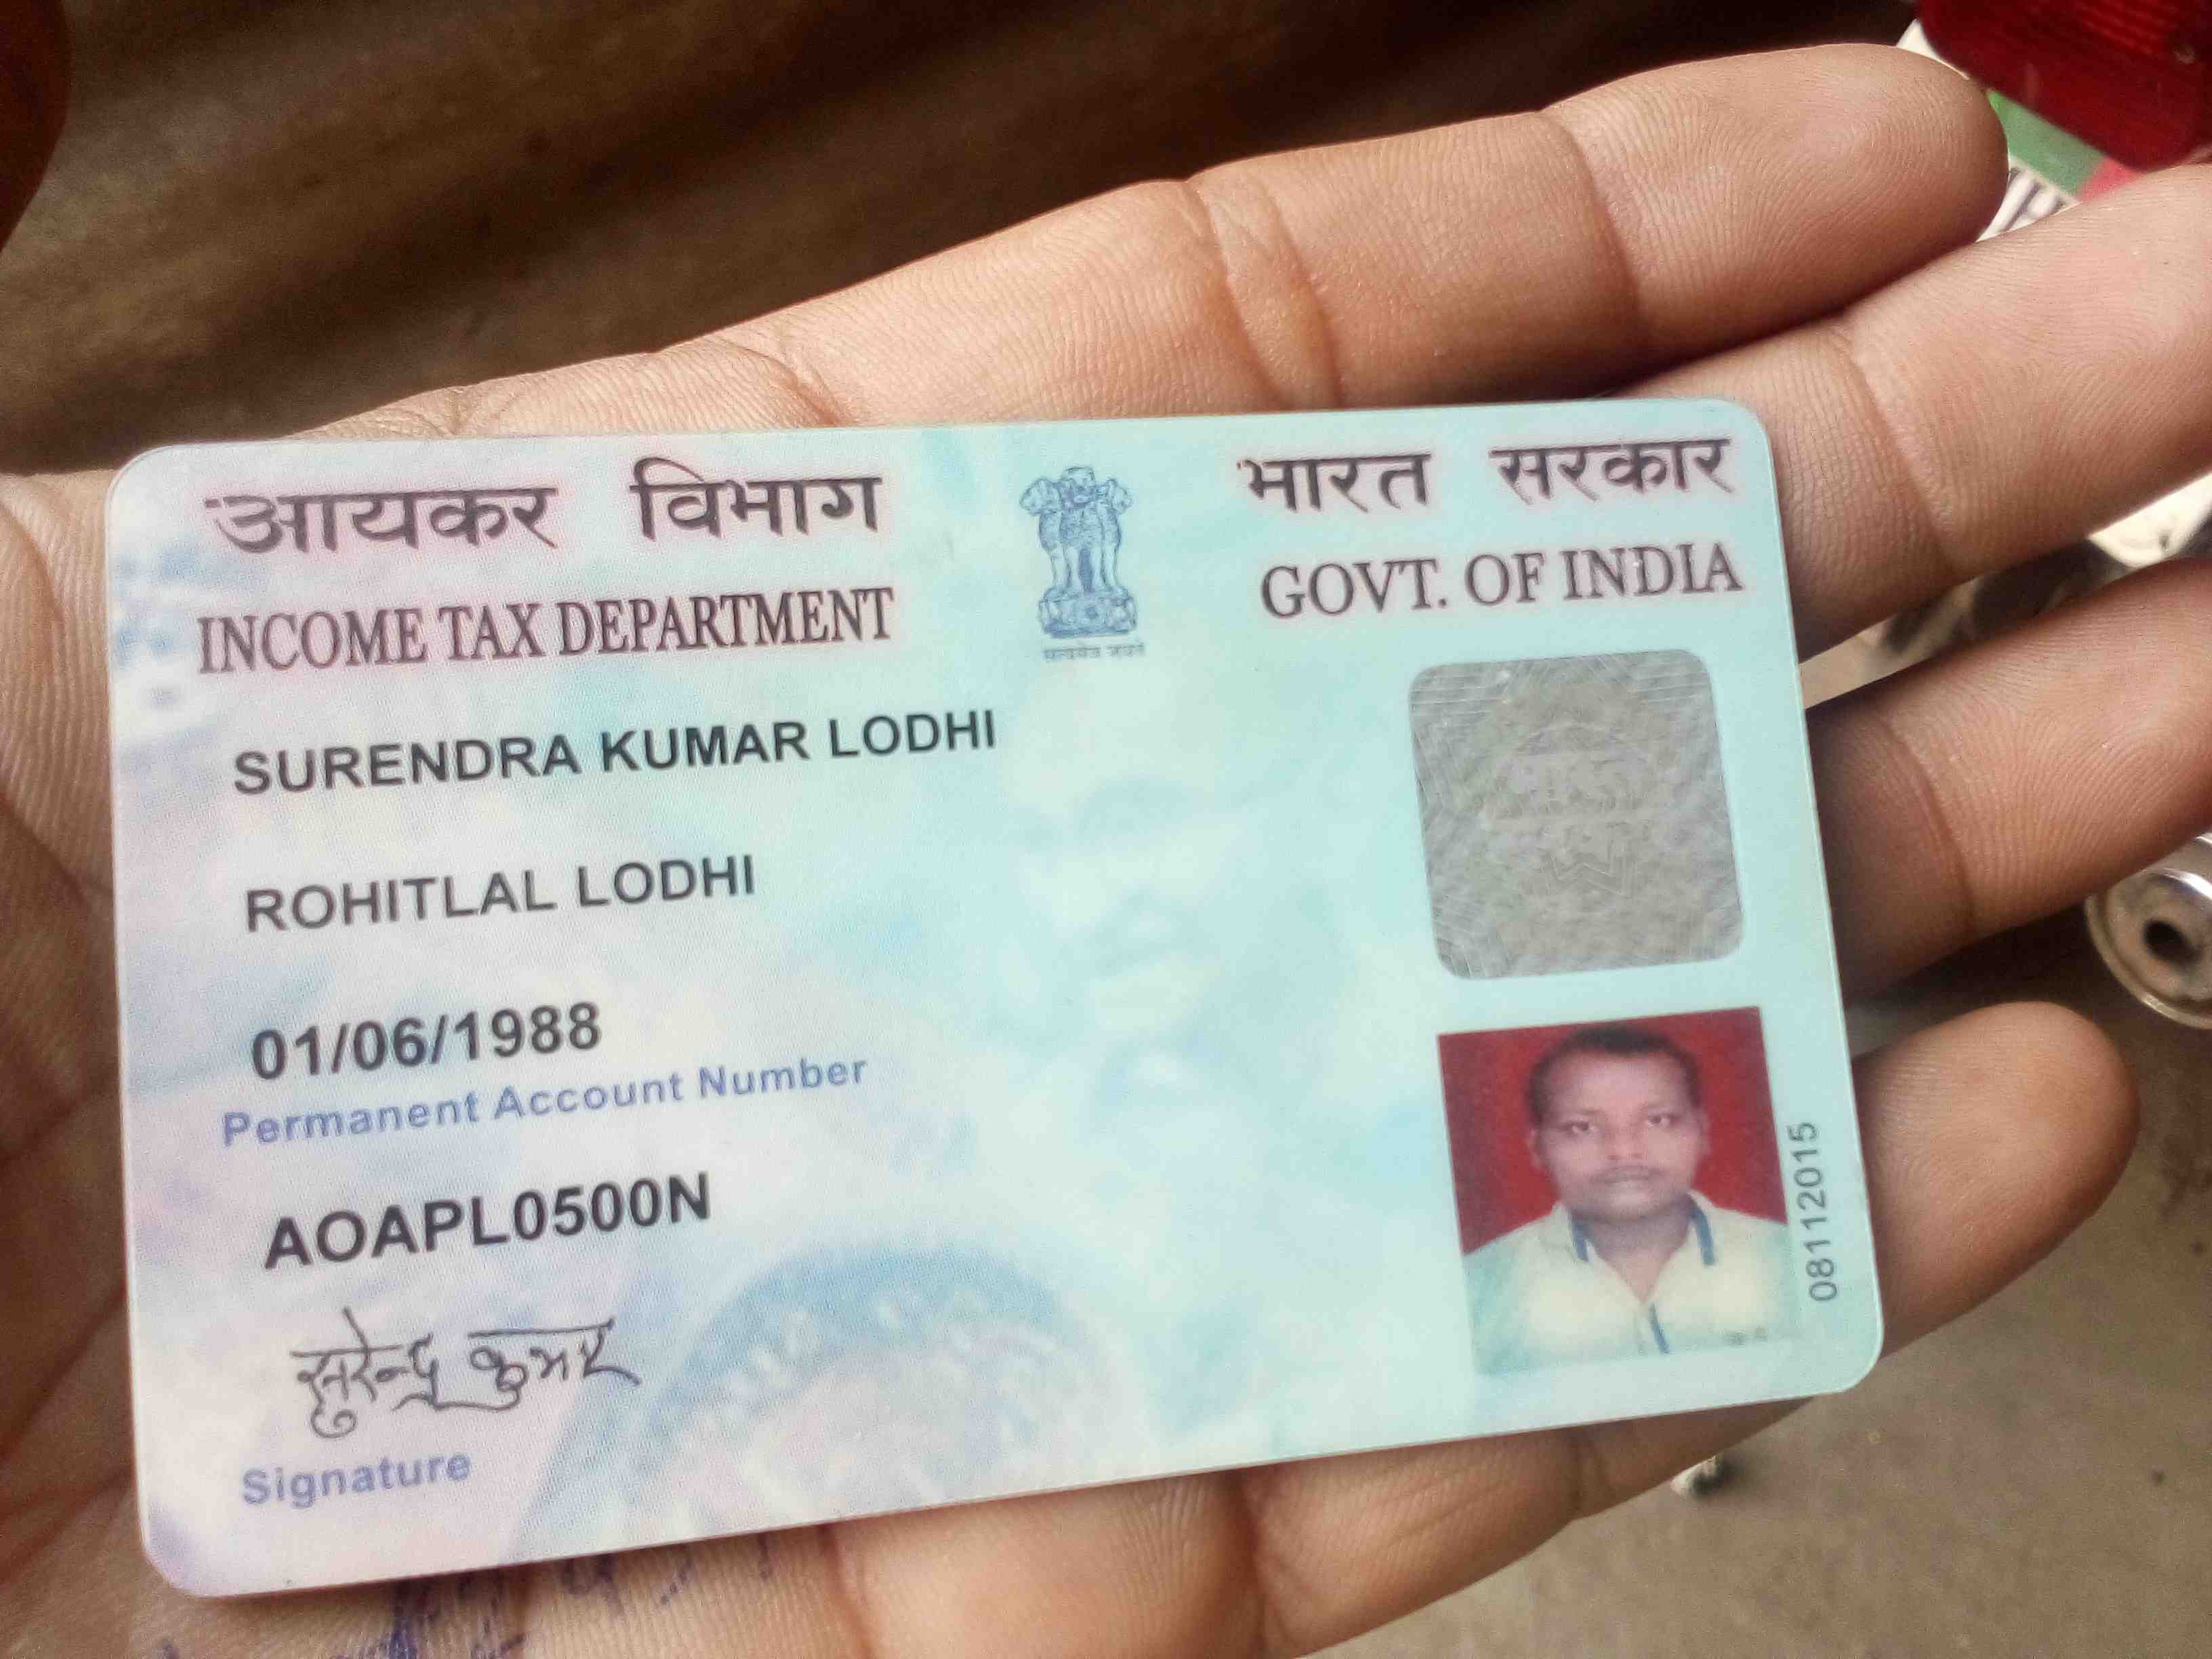 आयकर विभाग
INCOME TAX DEPARTMENT
भारत सरकार
GOVT. OF INDIA
सत्यमेव जयते
SURENDRA KUMAR LODHI
ROHITLAL LODHI
01/06/1988
Permanent Account Number
AOAPL0500N
सुरेन्द्र कुमार
Signature
भारत
08112015